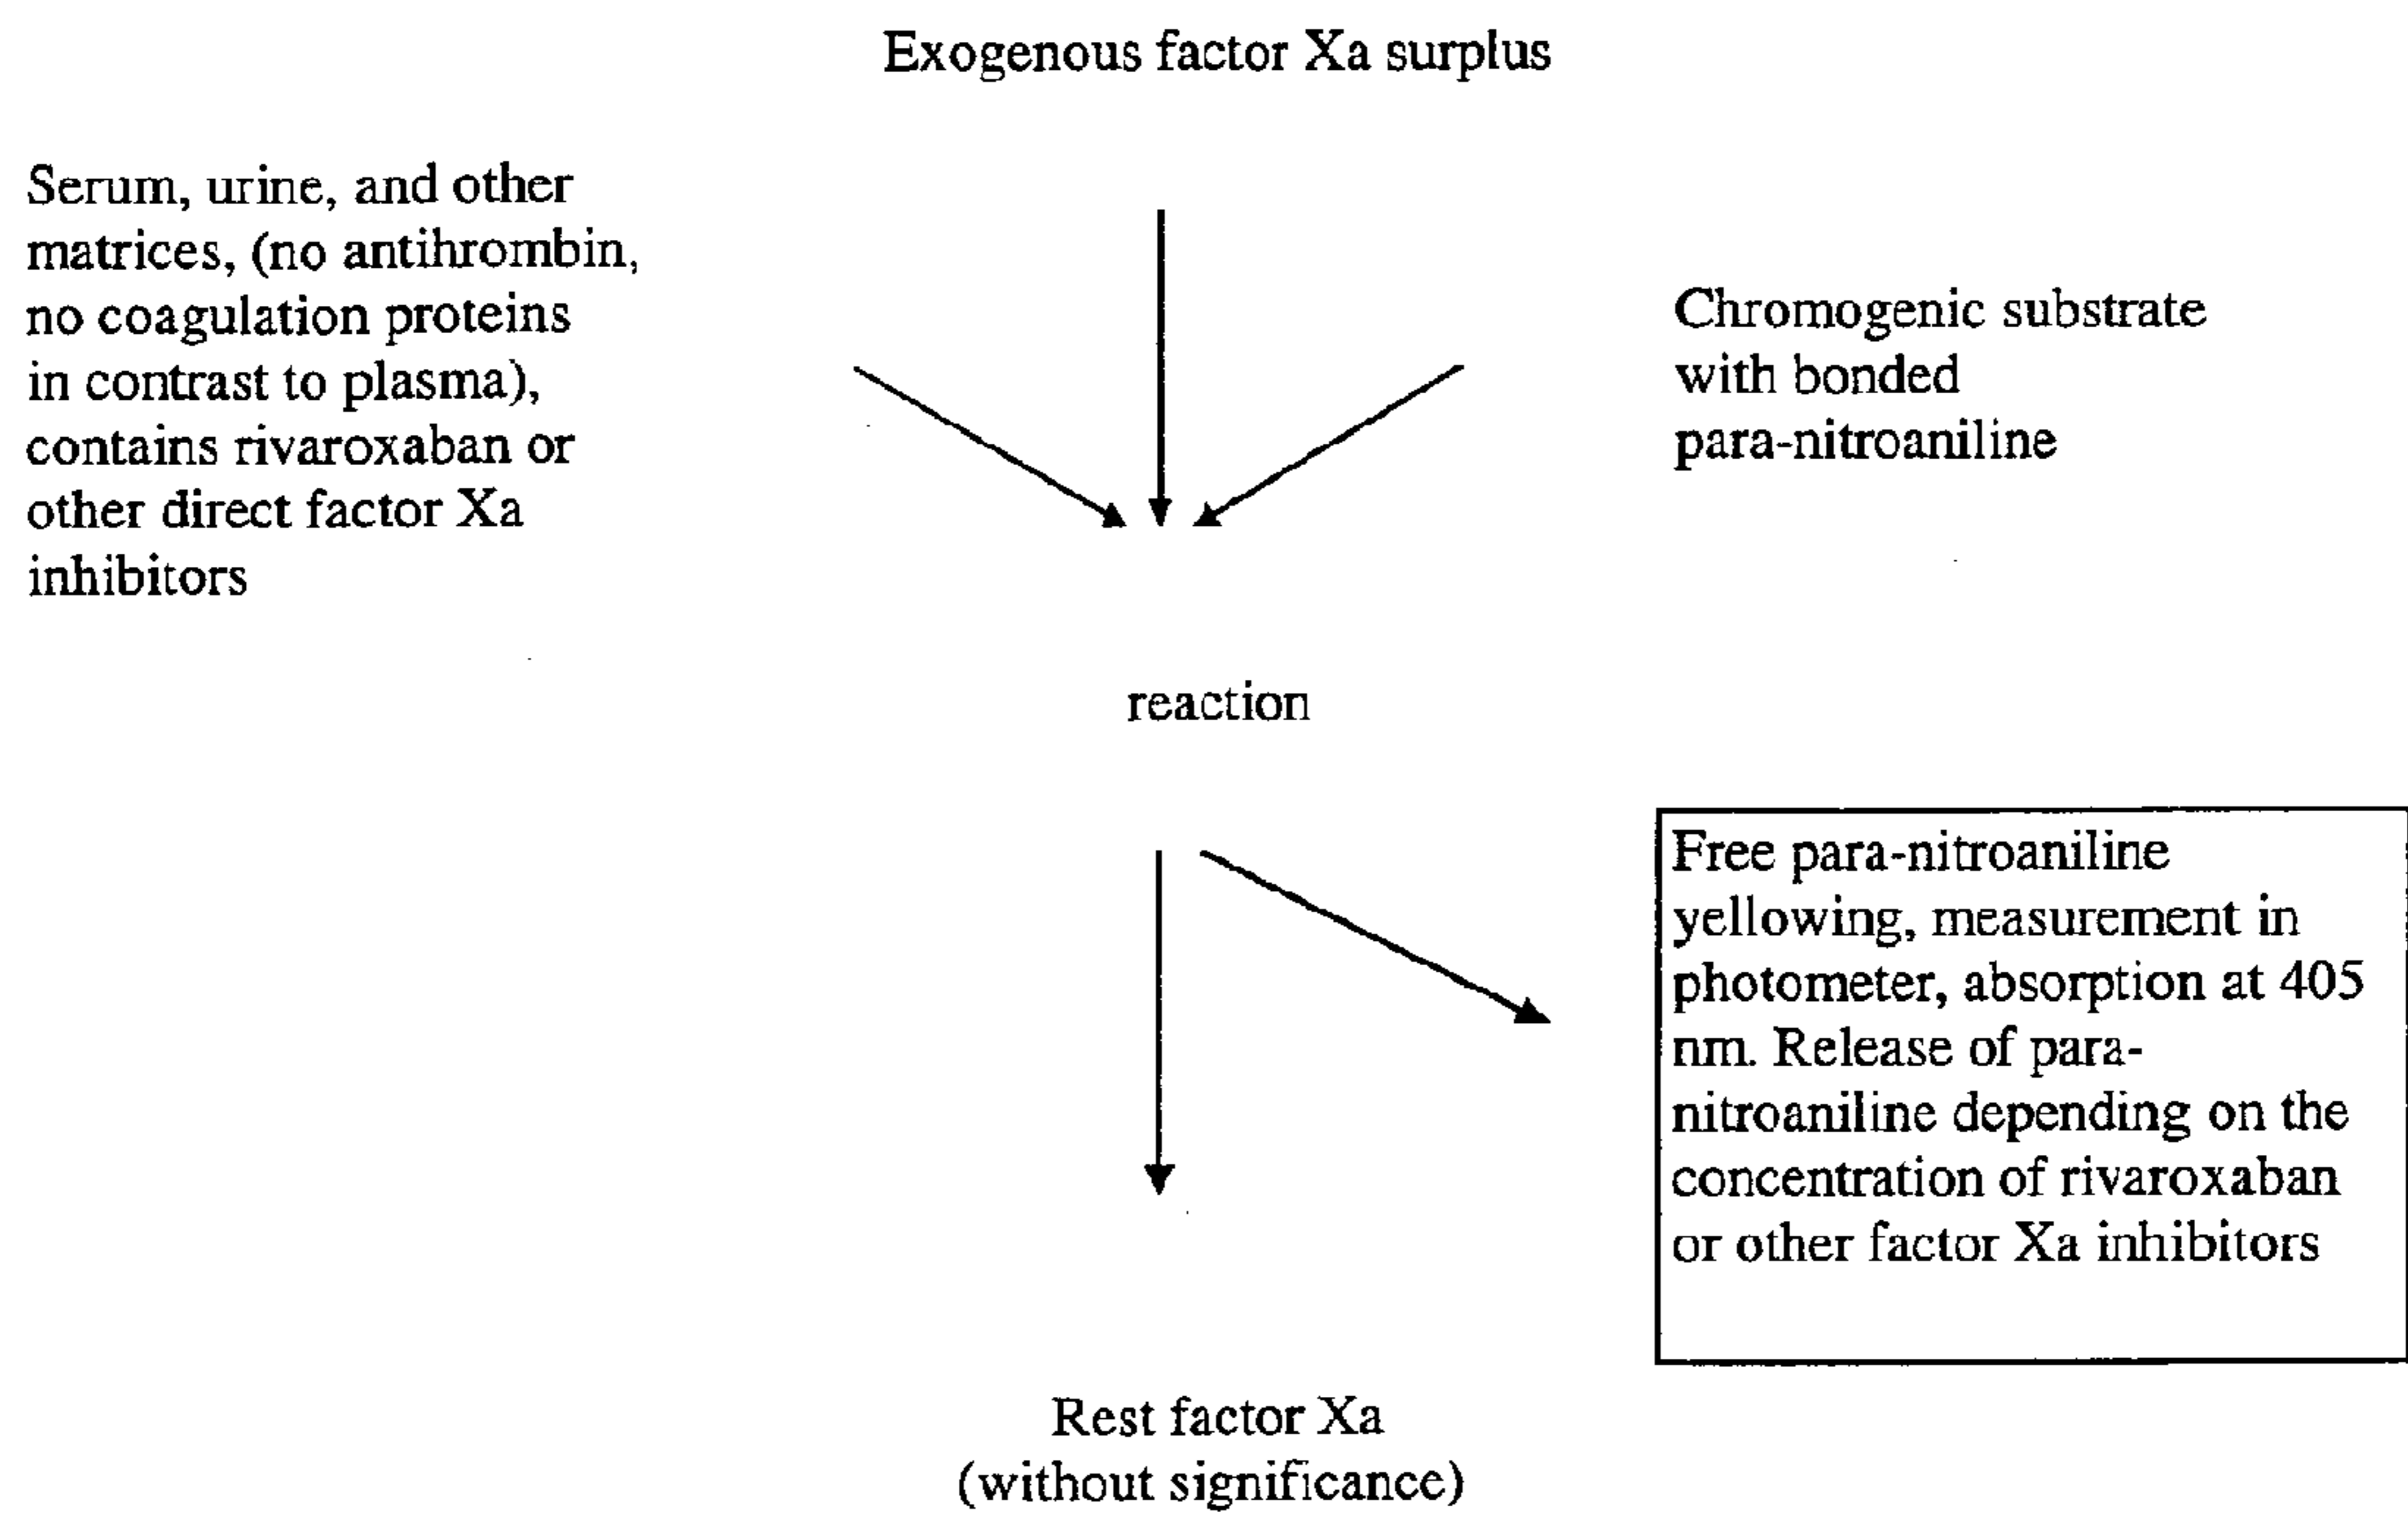 Exogenous factor Xa surplus
Serum, urine, and other
matrices, (no antihrombin,
no coagulation proteins
in contrast to plasma),
contains rivaroxaban or
other direct factor Xa
inhibitors
Chromogenic substrate
with bonded
para-nitroaniline
reaction
Free para-nitroaniline
yellowing, measurement in
photometer, absorption at 405
nm. Release of para-
nitroaniline depending on the
concentration of rivaroxaban
or other factor Xa inhibitors
Rest factor Xa
(without significance)